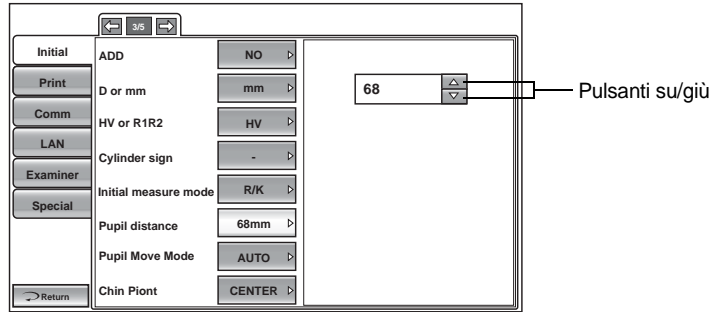 3/5
Initial
Print
Comm
LAN
Examiner
Special
Return
ADD NO
D or mm mm
HV or R1R2 HV
Cylinder sign -
Initial measure mode R/K
Pupil distance 68mm
Pupil Move Mode AUTO
Chin Piont CENTER
68
Pulsanti su/giù